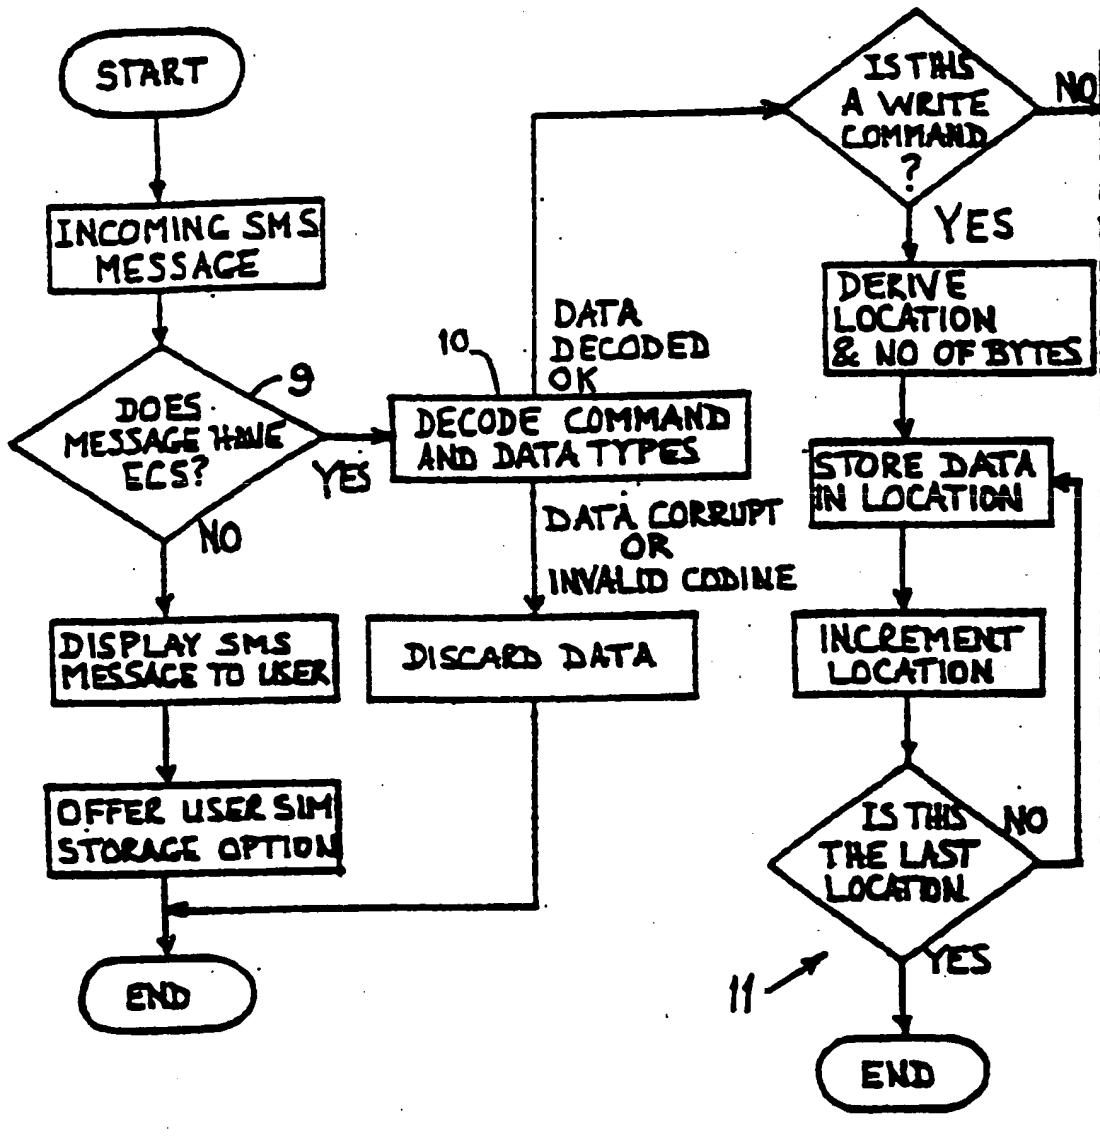 START
INCOMING SMS
MESSAGE
9
DOES
MESSAGE HAVE
ECS?
YES
NO
DISPLAY SMS
MESSAGE TO USER
OFFER USER SIM
STORAGE OPTION
END
10
DATA
DECODED
OK
DECODE COMMAND
AND DATA TYPES
DATA CORRUPT
OR
INVALID CODINE
DISCARD DATA
IS THIS
A WRITE
COMMAND
?
NO
YES
DERIVE
LOCATION
& NO OF BYTES
STORE DATA
IN LOCATION
INCREMENT
LOCATION
IS THIS
THE LAST
LOCATION
NO
YES
11
END